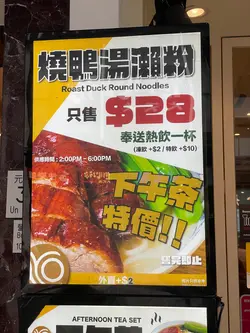 燒鴨湯瀨粉
Roast Duck Round Noodles
只售 $28
奉送熱飲一杯
(凍飲 +$2 / 特飲 +$10)
供應時間：2:00PM - 6:00PM
下午茶
特價!!
售完即止
外賣+$2
元
Un
AFTERNOON TEA SET